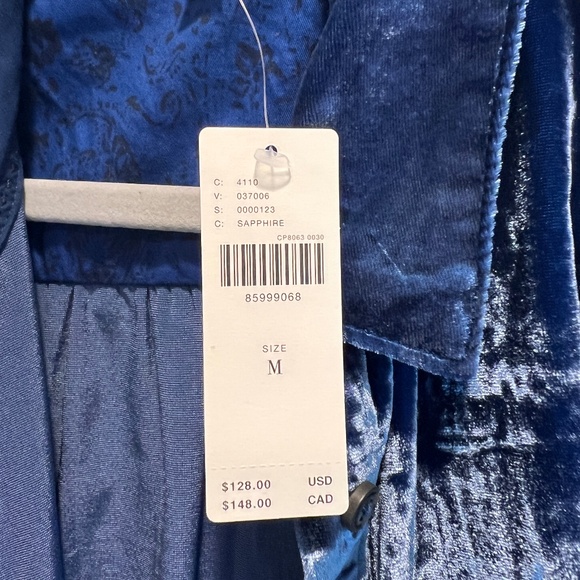 C: 4110
V: 037006
S: 0000123
C: SAPPHIRE
CP8063 0030
85999068
SIZE
M
$128.00 USD
$148.00 CAD